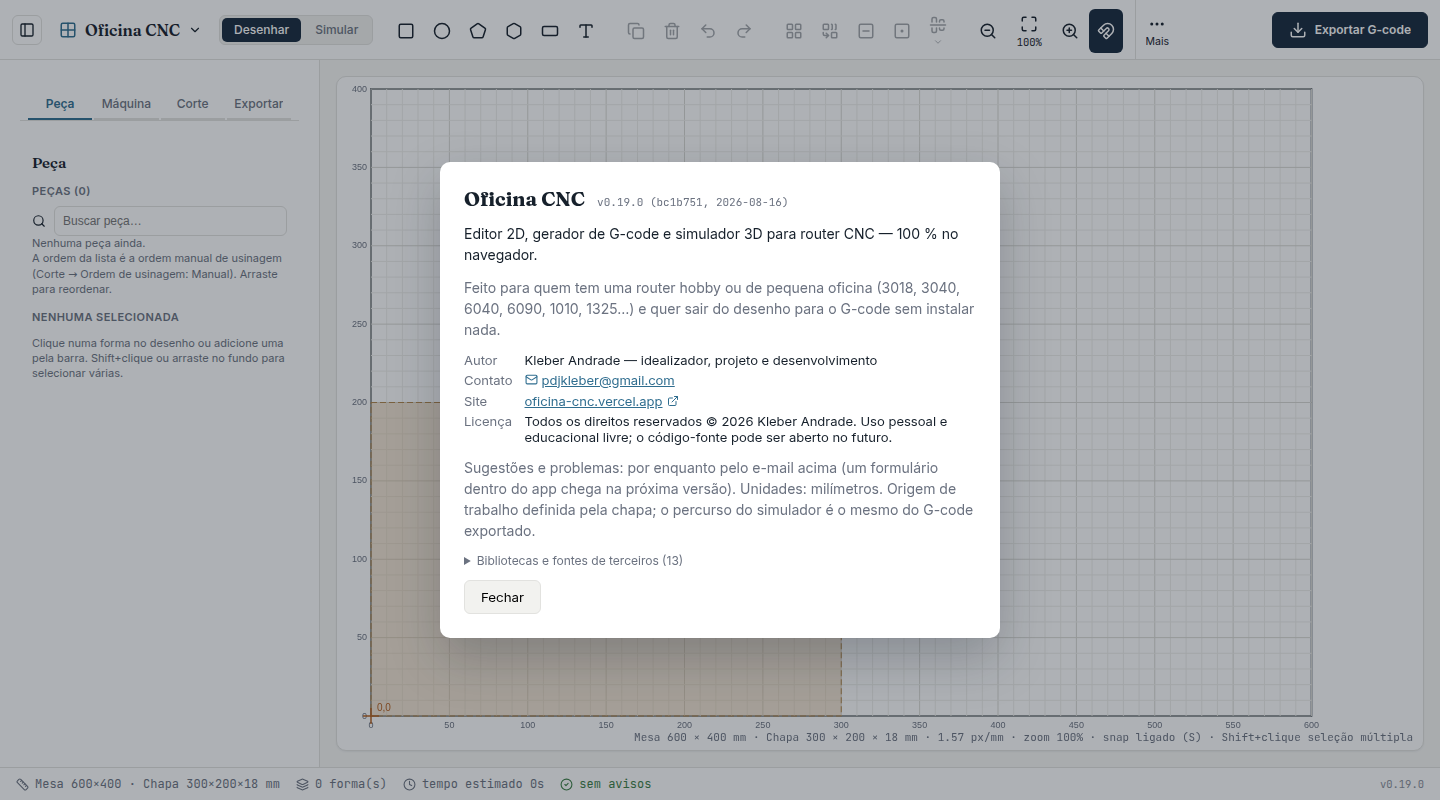 Oficina CNC
Desenhar
Simular
100%
Mais
Exportar G-code
Peça
Máquina
Corte
Exportar
Peça
PEÇAS (0)
Buscar peça…
Nenhuma peça ainda.
A ordem da lista é a ordem manual de usinagem
(Corte → Ordem de usinagem: Manual). Arraste
para reordenar.
NENHUMA SELECIONADA
Clique numa forma no desenho ou adicione uma
pela barra. Shift+clique ou arraste no fundo para
selecionar várias.
400
350
300
250
200
150
100
50
0
0,0
0
50
100
150
200
250
300
350
400
450
500
550
600
Mesa 600 × 400 mm · Chapa 300 × 200 × 18 mm · 1.57 px/mm · zoom 100% · snap ligado (S) · Shift+clique seleção múltipla
Oficina CNC v0.19.0 (bc1b751, 2026-08-16)
Editor 2D, gerador de G-code e simulador 3D para router CNC — 100 % no
navegador.
Feito para quem tem uma router hobby ou de pequena oficina (3018, 3040,
6040, 6090, 1010, 1325…) e quer sair do desenho para o G-code sem instalar
nada.
Autor Kleber Andrade — idealizador, projeto e desenvolvimento
Contato pdjkleber@gmail.com
Site oficina-cnc.vercel.app
Licença Todos os direitos reservados © 2026 Kleber Andrade. Uso pessoal e
educacional livre; o código-fonte pode ser aberto no futuro.
Sugestões e problemas: por enquanto pelo e-mail acima (um formulário
dentro do app chega na próxima versão). Unidades: milímetros. Origem de
trabalho definida pela chapa; o percurso do simulador é o mesmo do G-code
exportado.
Bibliotecas e fontes de terceiros (13)
Fechar
Mesa 600×400 · Chapa 300×200×18 mm
0 forma(s)
tempo estimado 0s
sem avisos
v0.19.0